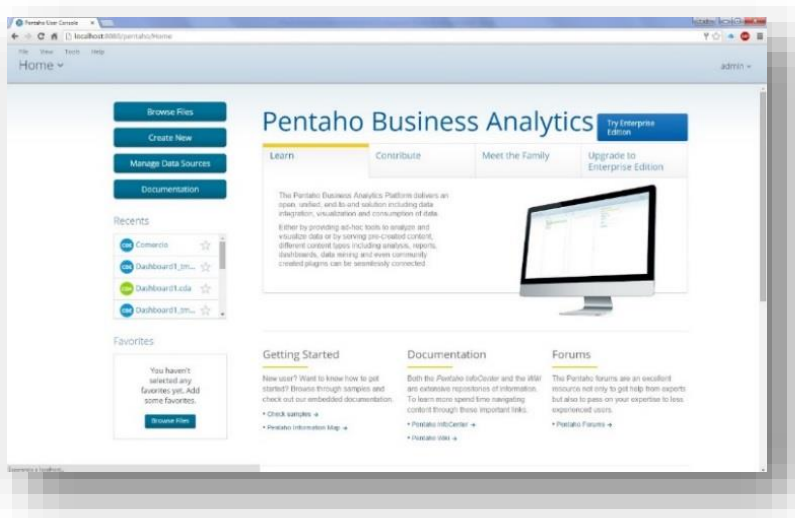 Pentaho User Console
localhost:8080/pentaho/Home
File View Tools Help
Home
admin
Browse Files
Create New
Manage Data Sources
Documentation
Recents
Comercio
Dashboard1_tm...
Dashboard1.cda
Dashboard1_tm...
Favorites
You haven't
selected any
favorites yet. Add
some favorites.
Browse Files
Pentaho Business Analytics
Try Enterprise
Edition
Learn
Contribute
Meet the Family
Upgrade to
Enterprise Edition
The Pentaho Business Analytics Platform delivers an
open, unified, end-to-end solution including data
integration, visualization and consumption of data.
Either by providing ad-hoc tools to analyze and
visualize data or by serving pre-created content,
different content types including analysis, reports,
dashboards, data mining and even community
created plugins can be seamlessly connected.
Getting Started
New user? Want to know how to get
started? Browse through samples and
check out our embedded documentation.
• Check samples →
• Pentaho Information Map →
Documentation
Both the Pentaho InfoCenter and the Wiki
are extensive repositories of information.
To learn more spend time navigating
content through these important links.
• Pentaho InfoCenter →
• Pentaho Wiki →
Forums
The Pentaho forums are an excellent
resource not only to get help from experts
but also to pass on your expertise to less
experienced users.
• Pentaho Forums →